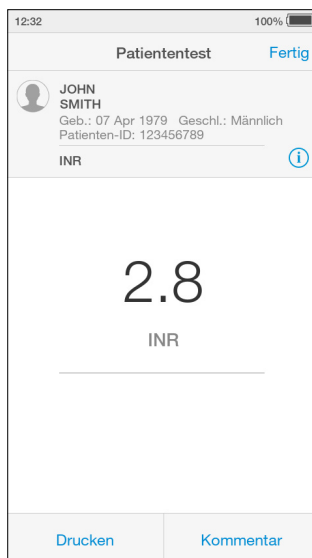 12:32 100%
Patiententest Fertig
JOHN
SMITH
Geb.: 07 Apr 1979 Geschl.: Männlich
Patienten-ID: 123456789
INR i
2.8
INR
Drucken Kommentar